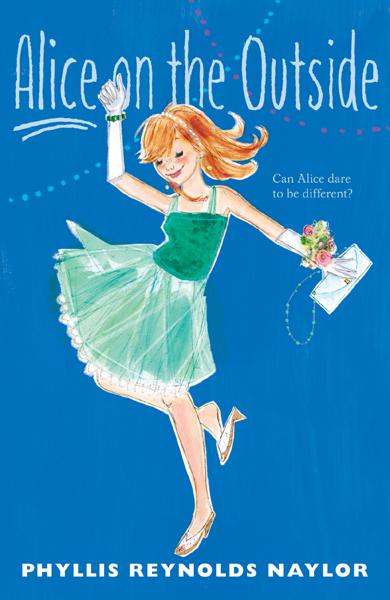 Alice on the Outside
Can Alice dare
to be different?
PHYLLIS REYNOLDS NAYLOR